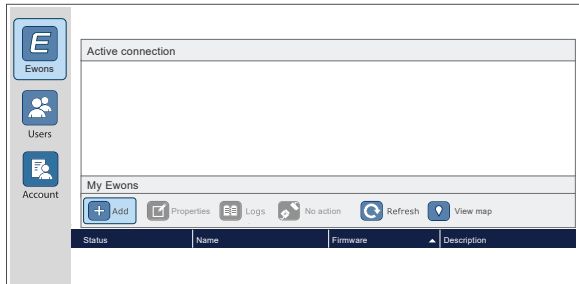 Active connection
E
Ewons
Users
Account
My Ewons
Add Properties Logs No action Refresh View map
Status Name Firmware Description